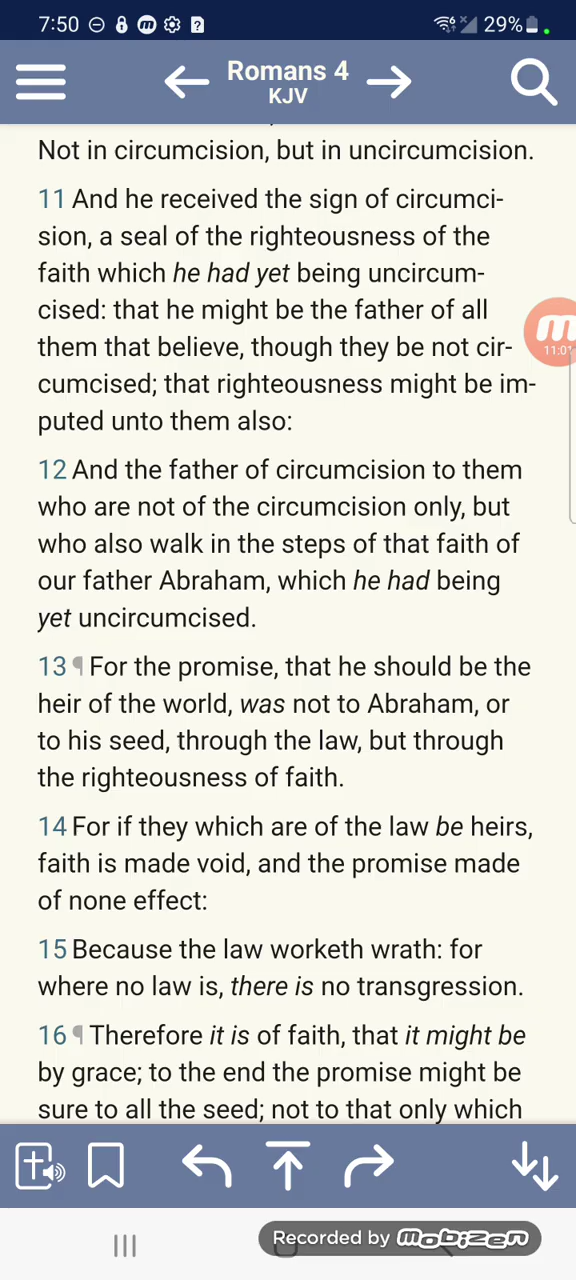 7:50 29%
Romans 4
KJV
Not in circumcision, but in uncircumcision.
11 And he received the sign of circumci-
sion, a seal of the righteousness of the
faith which he had yet being uncircum-
cised: that he might be the father of all
them that believe, though they be not cir-
cumcised; that righteousness might be im-
puted unto them also:
12 And the father of circumcision to them
who are not of the circumcision only, but
who also walk in the steps of that faith of
our father Abraham, which he had being
yet uncircumcised.
13 ¶ For the promise, that he should be the
heir of the world, was not to Abraham, or
to his seed, through the law, but through
the righteousness of faith.
14 For if they which are of the law be heirs,
faith is made void, and the promise made
of none effect:
15 Because the law worketh wrath: for
where no law is, there is no transgression.
16 ¶ Therefore it is of faith, that it might be
by grace; to the end the promise might be
sure to all the seed; not to that only which
m
11:01
Recorded by mobizen